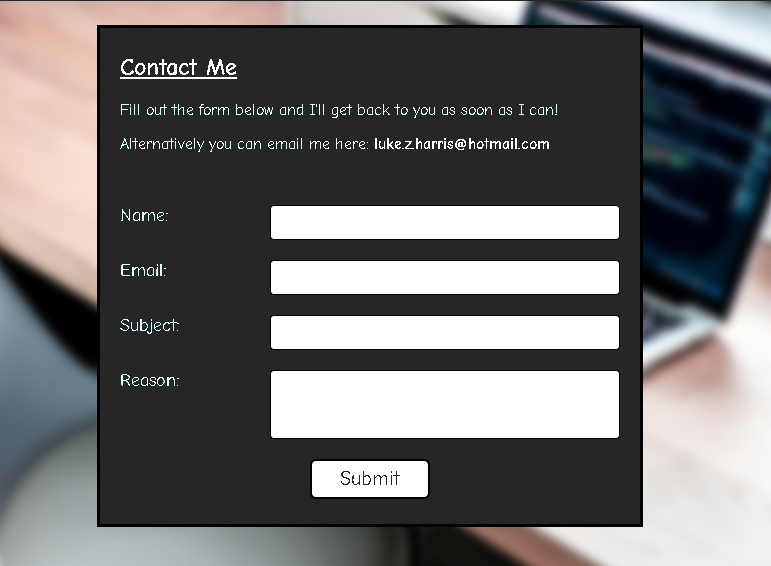 Contact Me
Fill out the form below and I'll get back to you as soon as I can!
Alternatively you can email me here: luke.z.harris@hotmail.com
Name:
Email:
Subject:
Reason:
Submit